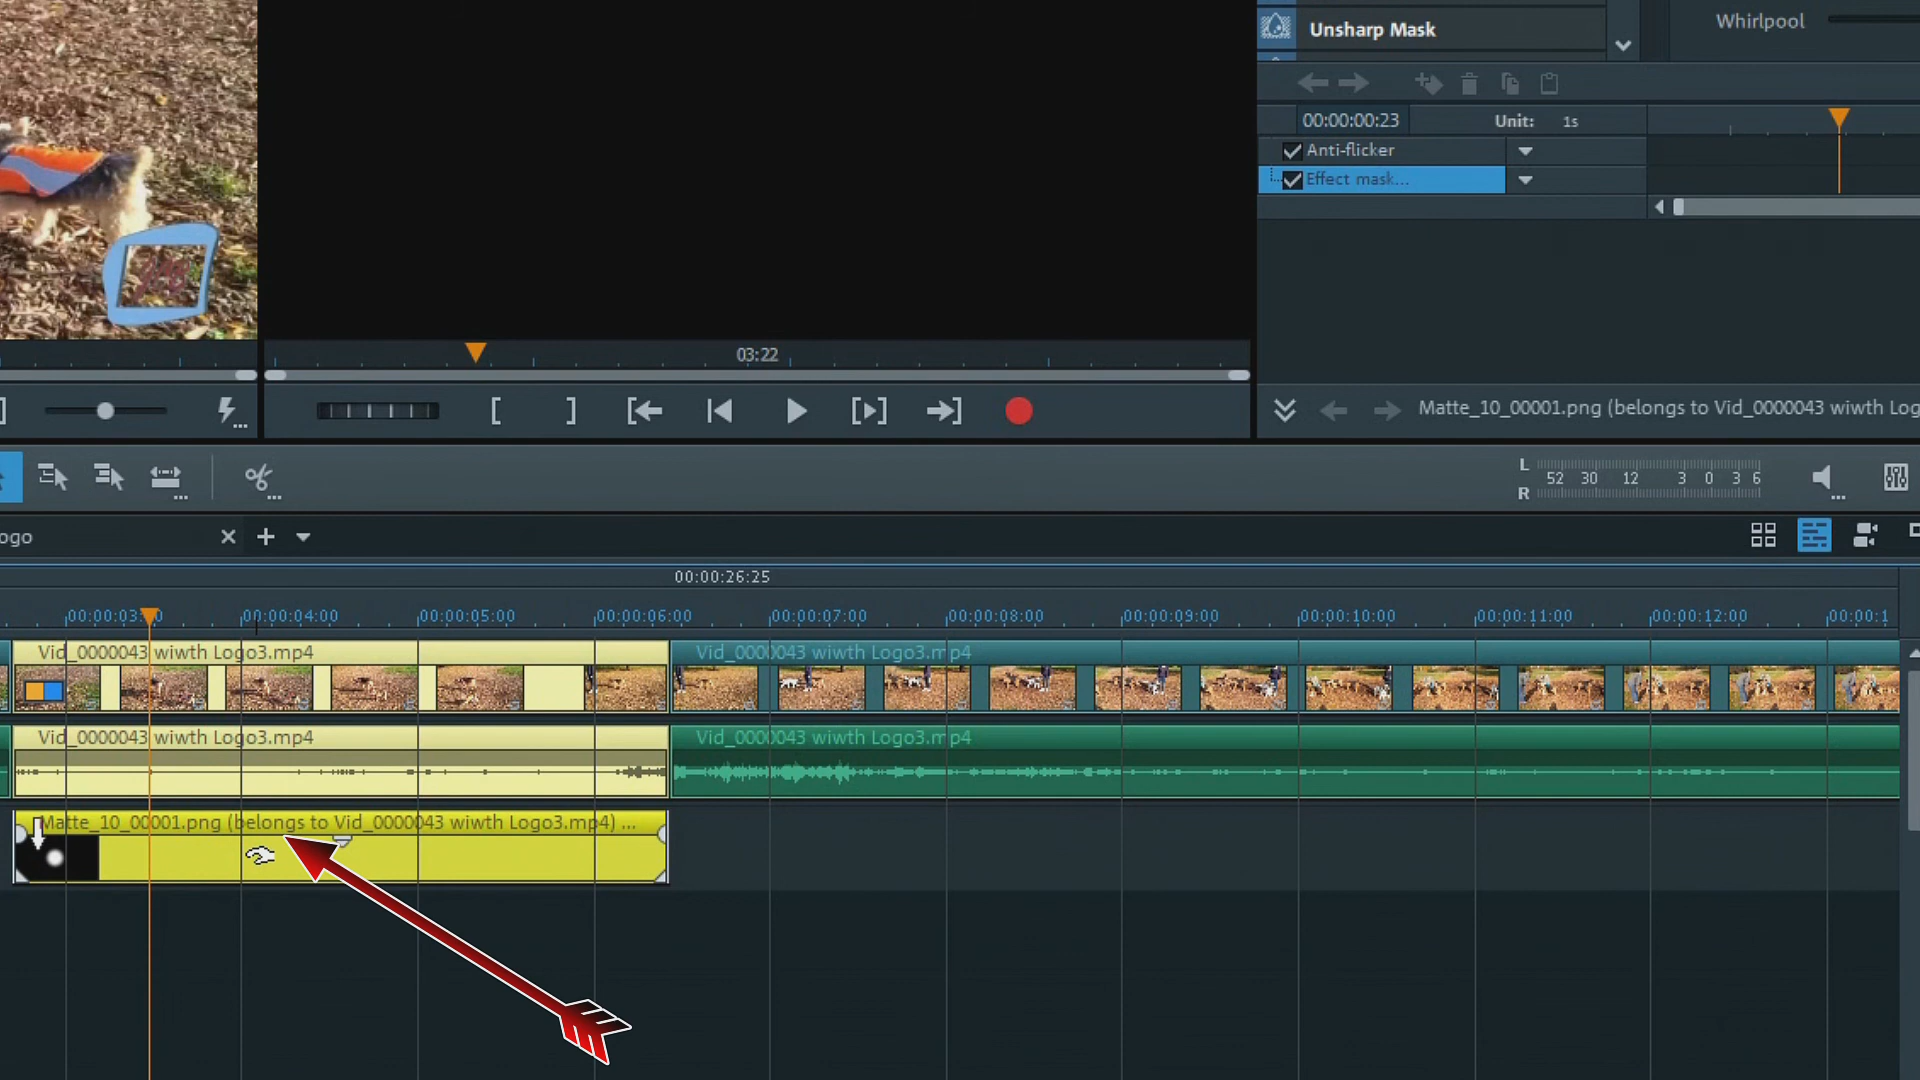 Unsharp Mask
Whirlpool
00:00:00:23
Unit: 1s
Anti-flicker
Effect mask...
03:22
Matte_10_00001.png (belongs to Vid_0000043 wiwth Log
L
52 30 12 3 0 3 6
R
ogo
00:00:26:25
00:00:04:00 00:00:05:00 00:00:06:00 00:00:07:00 00:00:08:00 00:00:09:00 00:00:10:00 00:00:11:00 00:00:12:00 00:00:1
Vid_0000043 wiwth Logo3.mp4 Vid_0000043 wiwth Logo3.mp4
Vid_0000043 wiwth Logo3.mp4 Vid_0000043 wiwth Logo3.mp4
Matte_10_00001.png (belongs to Vid_0000043 wiwth Logo3.mp4) ...